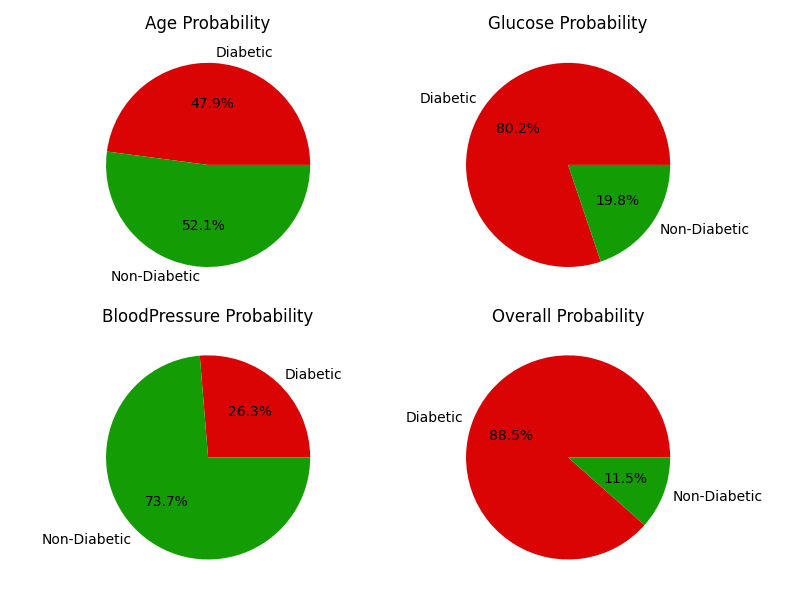 Age Probability
Diabetic
47.9%
52.1%
Non-Diabetic
Glucose Probability
Diabetic
80.2%
19.8%
Non-Diabetic
BloodPressure Probability
Diabetic
26.3%
73.7%
Non-Diabetic
Overall Probability
Diabetic
88.5%
11.5%
Non-Diabetic